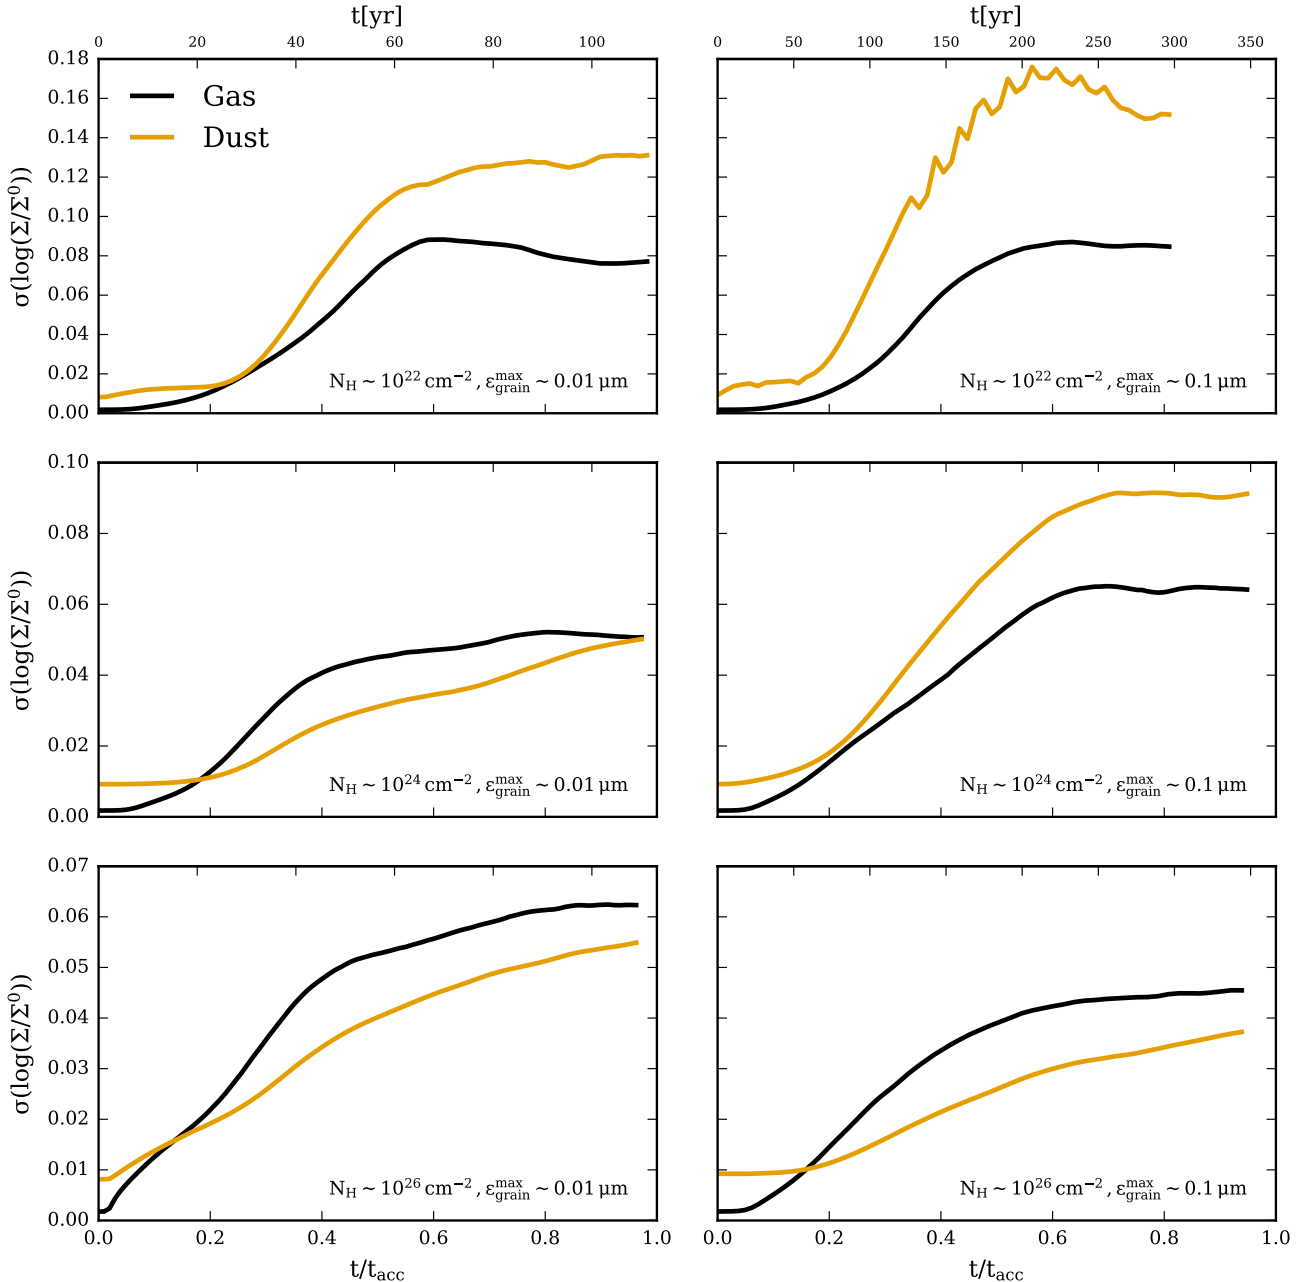 t[yr] t[yr]
0 20 40 60 80 100 0 50 100 150 200 250 300 350
0.18
0.16
0.14
0.12
0.10
0.08
0.06
0.04
0.02
0.00
σ(log(Σ/Σ⁰))
Gas
Dust
N_H ~ 10²² cm⁻², ε_grain^max ~ 0.01 μm
N_H ~ 10²² cm⁻², ε_grain^max ~ 0.1 μm
0.10
0.08
0.06
0.04
0.02
0.00
σ(log(Σ/Σ⁰))
N_H ~ 10²⁴ cm⁻², ε_grain^max ~ 0.01 μm
N_H ~ 10²⁴ cm⁻², ε_grain^max ~ 0.1 μm
0.07
0.06
0.05
0.04
0.03
0.02
0.01
0.00
σ(log(Σ/Σ⁰))
N_H ~ 10²⁶ cm⁻², ε_grain^max ~ 0.01 μm
N_H ~ 10²⁶ cm⁻², ε_grain^max ~ 0.1 μm
0.0 0.2 0.4 0.6 0.8 1.0 0.0 0.2 0.4 0.6 0.8 1.0
t/t_acc t/t_acc